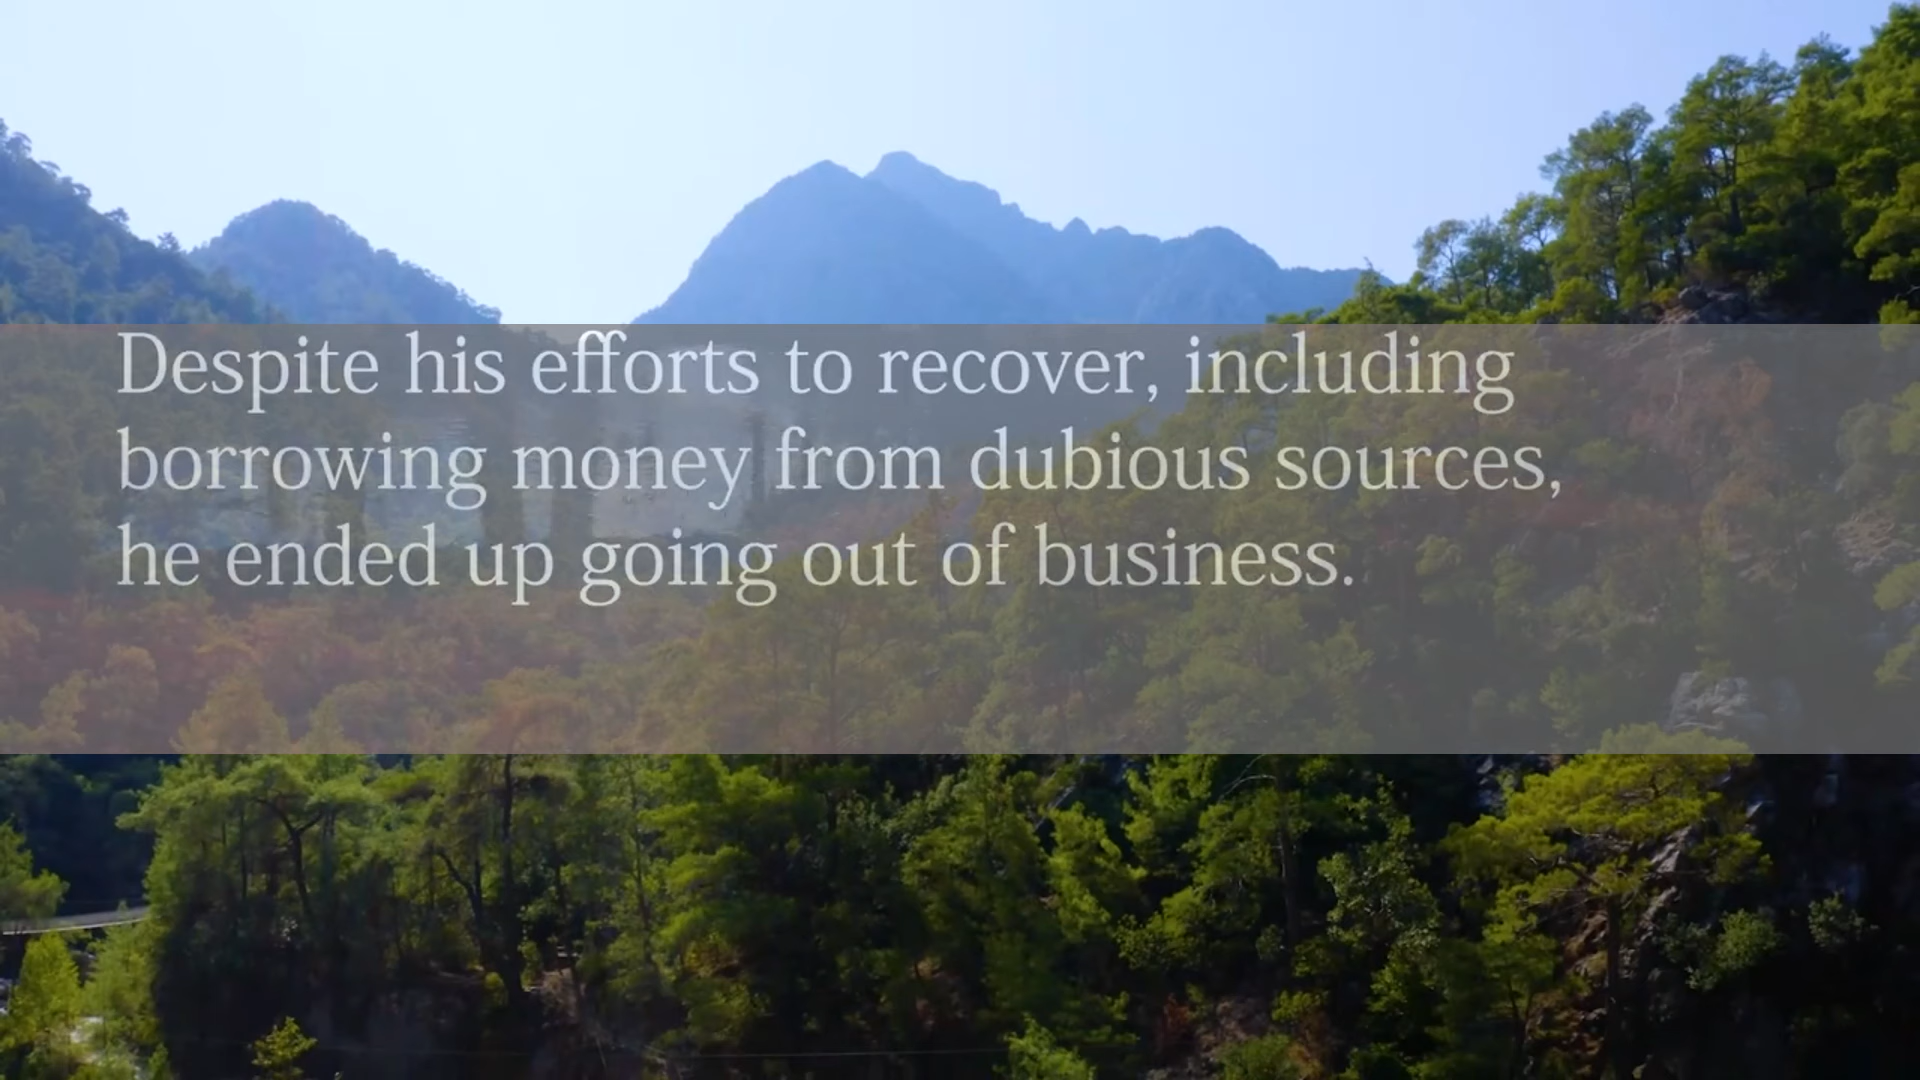 Despite his efforts to recover, including
borrowing money from dubious sources,
he ended up going out of business.